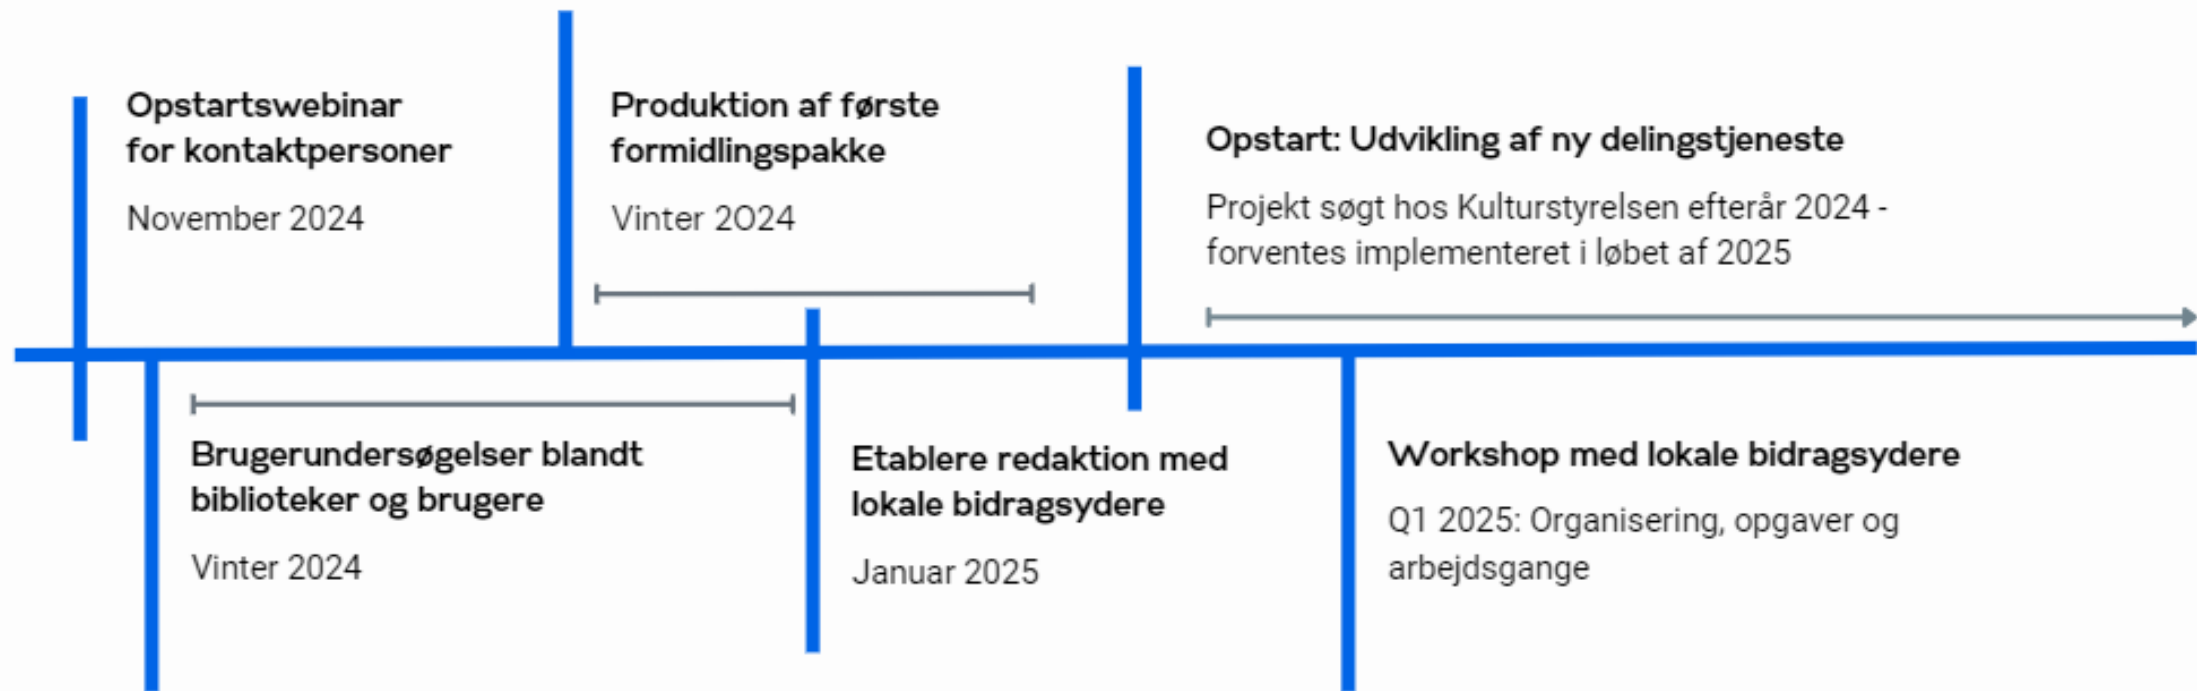 Opstartswebinar
for kontaktpersoner
November 2024
Produktion af første
formidlingspakke
Vinter 2024
Opstart: Udvikling af ny delingstjeneste
Projekt søgt hos Kulturstyrelsen efterår 2024 -
forventes implementeret i løbet af 2025
Brugerundersøgelser blandt
biblioteker og brugere
Vinter 2024
Etablere redaktion med
lokale bidragsydere
Januar 2025
Workshop med lokale bidragsydere
Q1 2025: Organisering, opgaver og
arbejdsgange